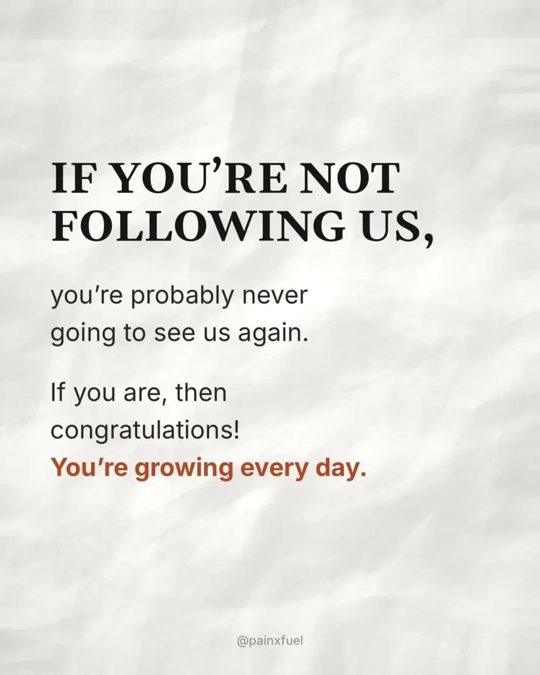 IF YOU’RE NOT
FOLLOWING US,
you’re probably never
going to see us again.
If you are, then
congratulations!
You’re growing every day.
@painxfuel